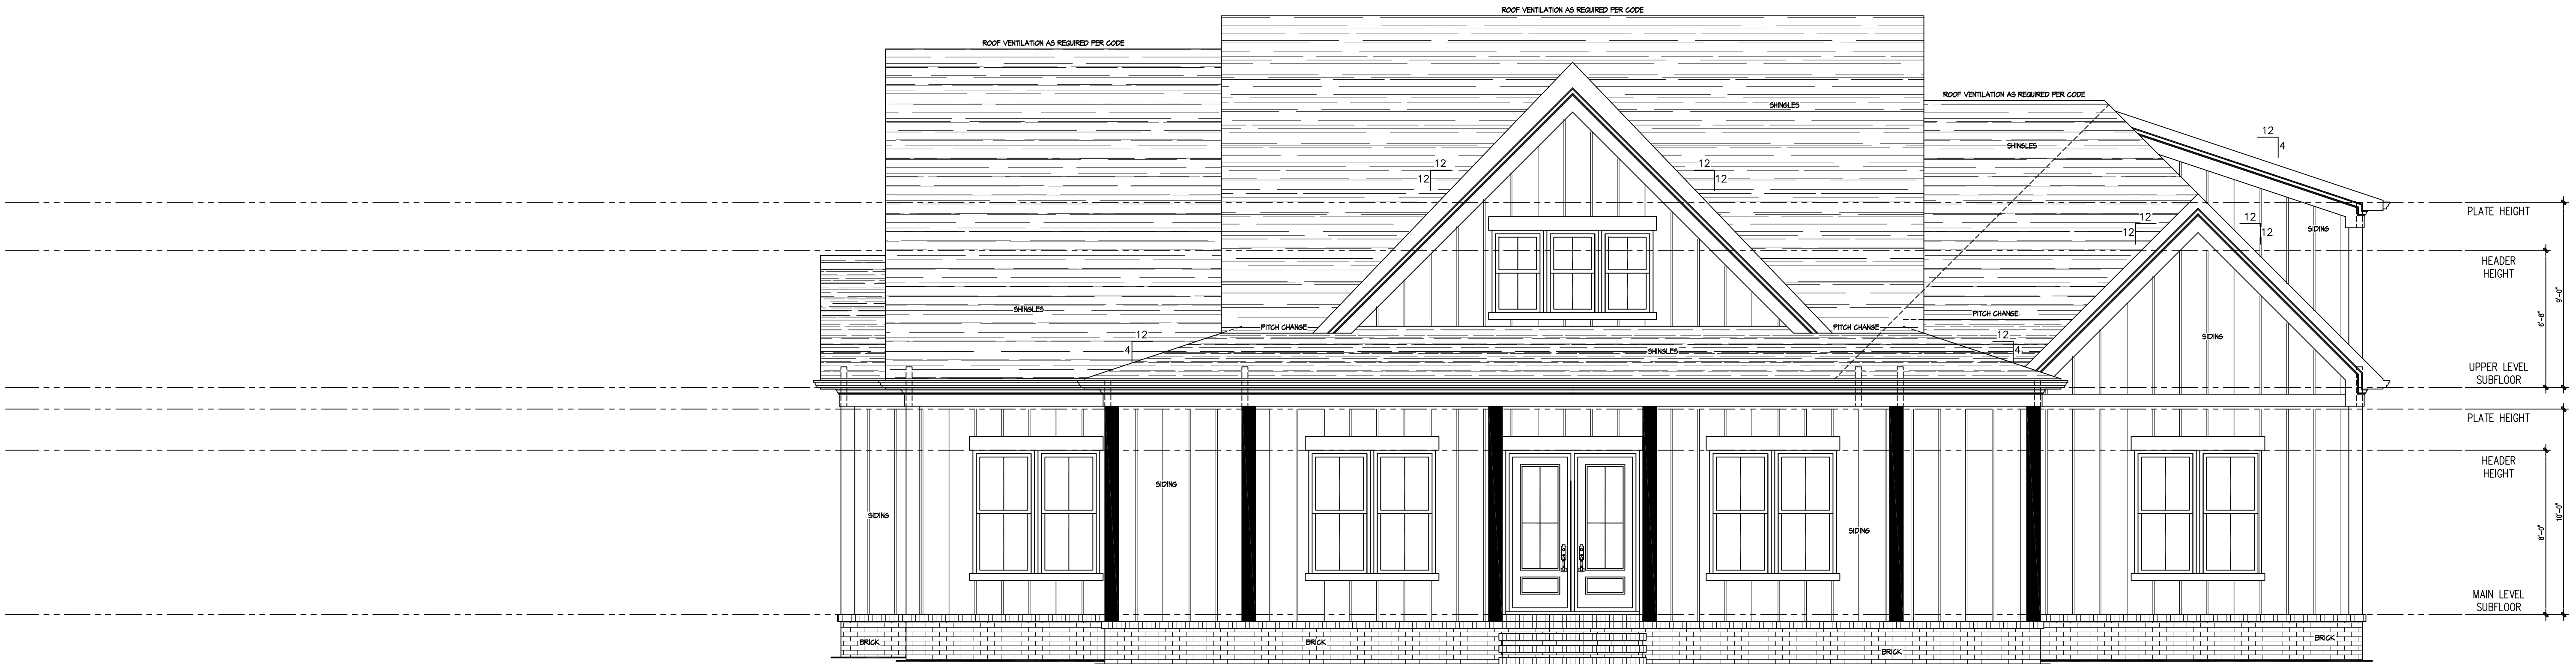 ROOF VENTILATION AS REQUIRED PER CODE
ROOF VENTILATION AS REQUIRED PER CODE
ROOF VENTILATION AS REQUIRED PER CODE
SHINGLES
12
4
SHINGLES
12
12
12
12
PLATE HEIGHT
12
12
12
12
SIDING
HEADER
HEIGHT
9'-0"
6'-8"
SHINGLES
PITCH CHANGE
PITCH CHANGE
PITCH CHANGE
12
4
12
4
SHINGLES
SIDING
UPPER LEVEL
SUBFLOOR
PLATE HEIGHT
HEADER
HEIGHT
SIDING
SIDING
SIDING
8'-0"
10'-0"
MAIN LEVEL
SUBFLOOR
BRICK
BRICK
BRICK
BRICK